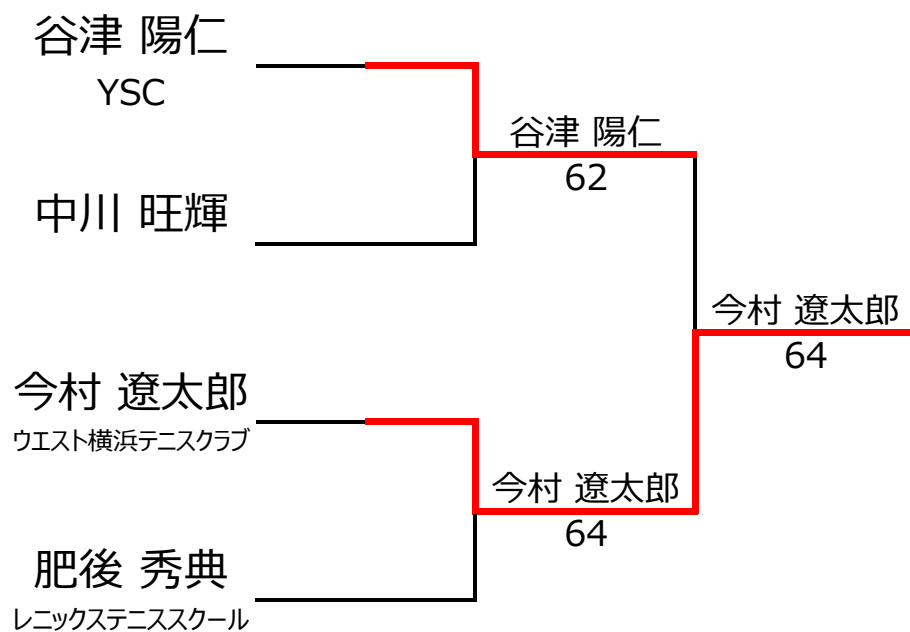 谷津 陽仁
YSC
谷津 陽仁
62
中川 旺輝
今村 遼太郎
64
今村 遼太郎
ウエスト横浜テニスクラブ
今村 遼太郎
64
肥後 秀典
レニックステニススクール